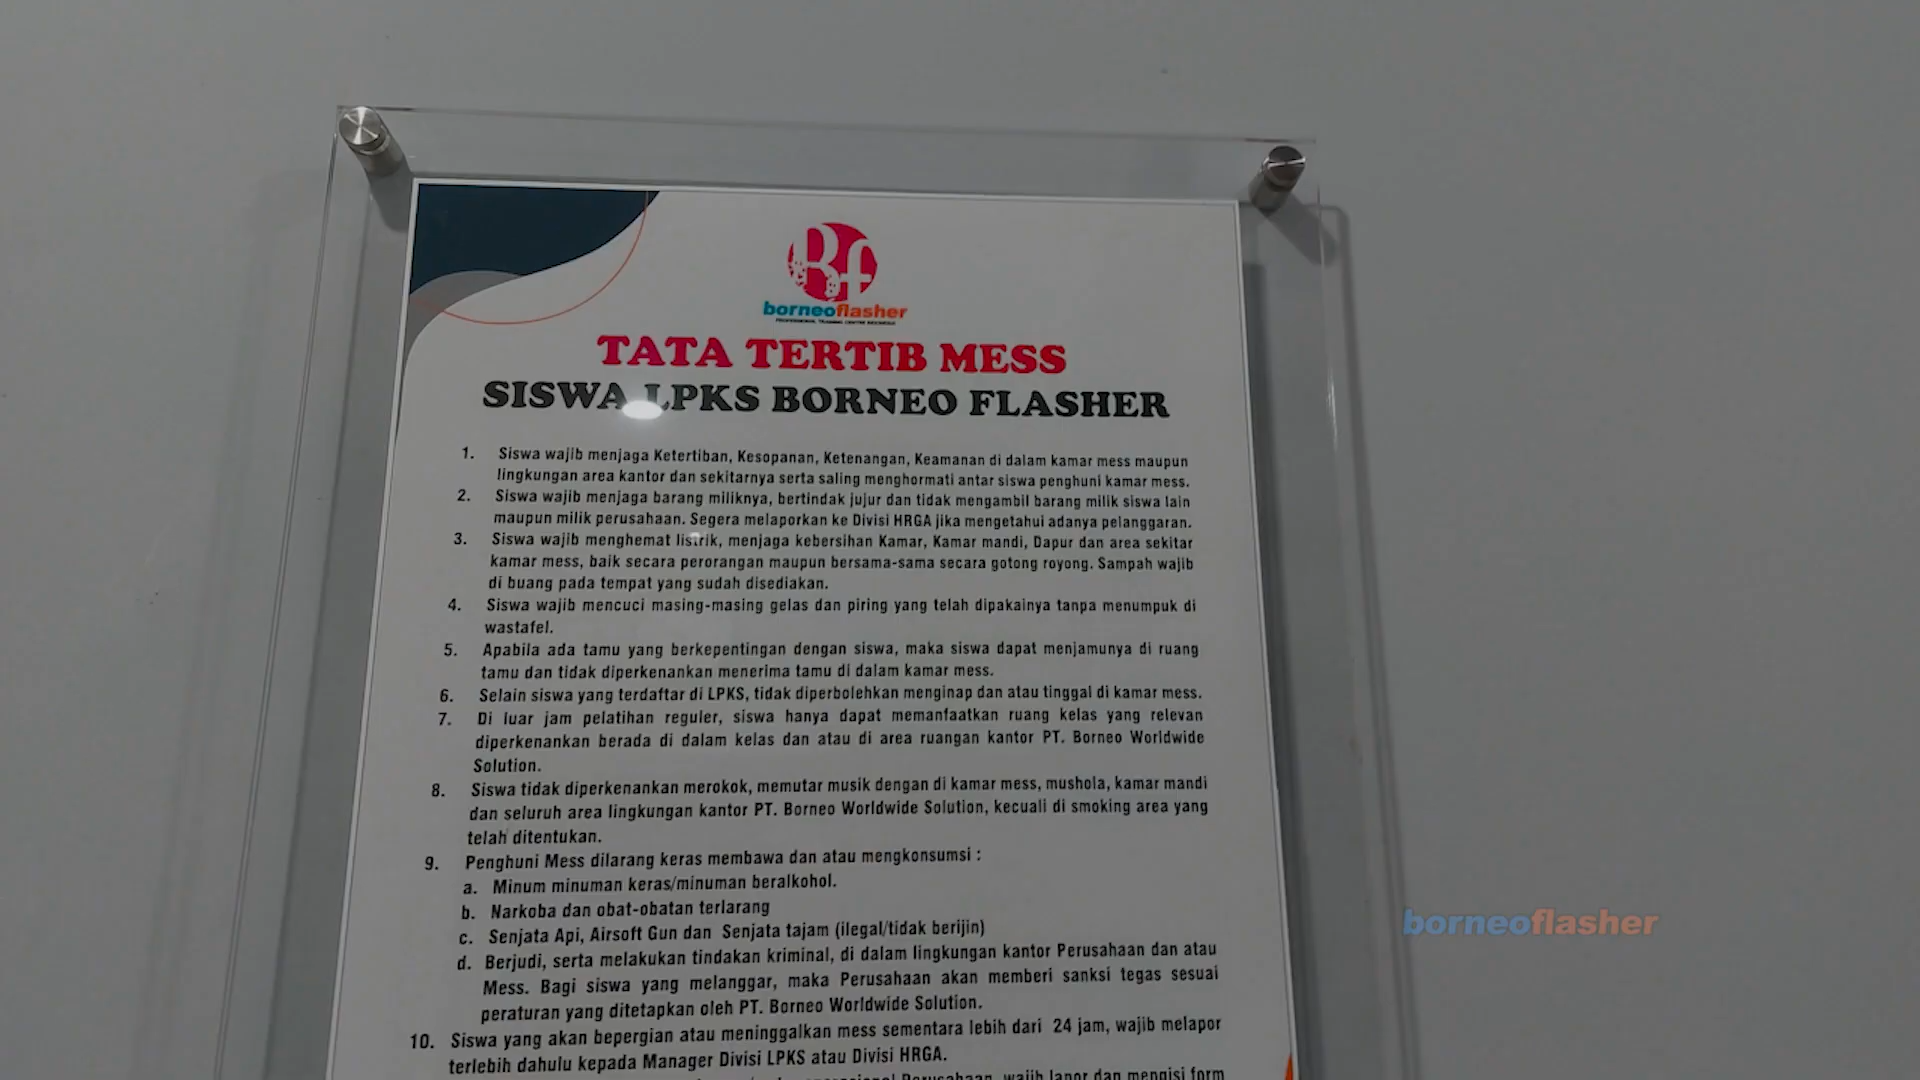 Bf
borneoflasher
PROFESSIONAL TRAINING CENTRE INDONESIA
TATA TERTIB MESS
SISWA LPKS BORNEO FLASHER
1. Siswa wajib menjaga Ketertiban, Kesopanan, Ketenangan, Keamanan di dalam kamar mess maupun
lingkungan area kantor dan sekitarnya serta saling menghormati antar siswa penghuni kamar mess.
2. Siswa wajib menjaga barang miliknya, bertindak jujur dan tidak mengambil barang milik siswa lain
maupun milik perusahaan. Segera melaporkan ke Divisi HRGA jika mengetahui adanya pelanggaran.
3. Siswa wajib menghemat listrik, menjaga kebersihan Kamar, Kamar mandi, Dapur dan area sekitar
kamar mess, baik secara perorangan maupun bersama-sama secara gotong royong. Sampah wajib
di buang pada tempat yang sudah disediakan.
4. Siswa wajib mencuci masing-masing gelas dan piring yang telah dipakainya tanpa menumpuk di
wastafel.
5. Apabila ada tamu yang berkepentingan dengan siswa, maka siswa dapat menjamunya di ruang
tamu dan tidak diperkenankan menerima tamu di dalam kamar mess.
6. Selain siswa yang terdaftar di LPKS, tidak diperbolehkan menginap dan atau tinggal di kamar mess.
7. Di luar jam pelatihan reguler, siswa hanya dapat memanfaatkan ruang kelas yang relevan
diperkenankan berada di dalam kelas dan atau di area ruangan kantor PT. Borneo Worldwide
Solution.
8. Siswa tidak diperkenankan merokok, memutar musik dengan di kamar mess, mushola, kamar mandi
dan seluruh area lingkungan kantor PT. Borneo Worldwide Solution, kecuali di smoking area yang
telah ditentukan.
9. Penghuni Mess dilarang keras membawa dan atau mengkonsumsi :
a. Minum minuman keras/minuman beralkohol.
b. Narkoba dan obat-obatan terlarang
c. Senjata Api, Airsoft Gun dan Senjata tajam (ilegal/tidak berijin)
d. Berjudi, serta melakukan tindakan kriminal, di dalam lingkungan kantor Perusahaan dan atau
Mess. Bagi siswa yang melanggar, maka Perusahaan akan memberi sanksi tegas sesuai
peraturan yang ditetapkan oleh PT. Borneo Worldwide Solution.
10. Siswa yang akan bepergian atau meninggalkan mess sementara lebih dari 24 jam, wajib melapor
terlebih dahulu kepada Manager Divisi LPKS atau Divisi HRGA.
Perusahaan, wajib lapor dan mengisi form
borneoflasher